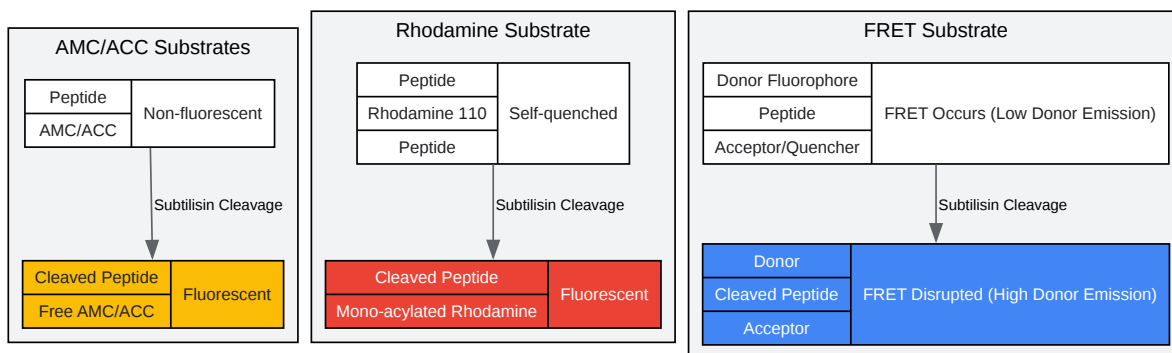 AMC/ACC Substrates
Peptide
AMC/ACC
Non-fluorescent
Subtilisin Cleavage
Cleaved Peptide
Free AMC/ACC
Fluorescent
Rhodamine Substrate
Peptide
Rhodamine 110
Peptide
Self-quenched
Subtilisin Cleavage
Cleaved Peptide
Mono-acylated Rhodamine
Fluorescent
FRET Substrate
Donor Fluorophore
Peptide
Acceptor/Quencher
FRET Occurs (Low Donor Emission)
Subtilisin Cleavage
Donor
Cleaved Peptide
Acceptor
FRET Disrupted (High Donor Emission)